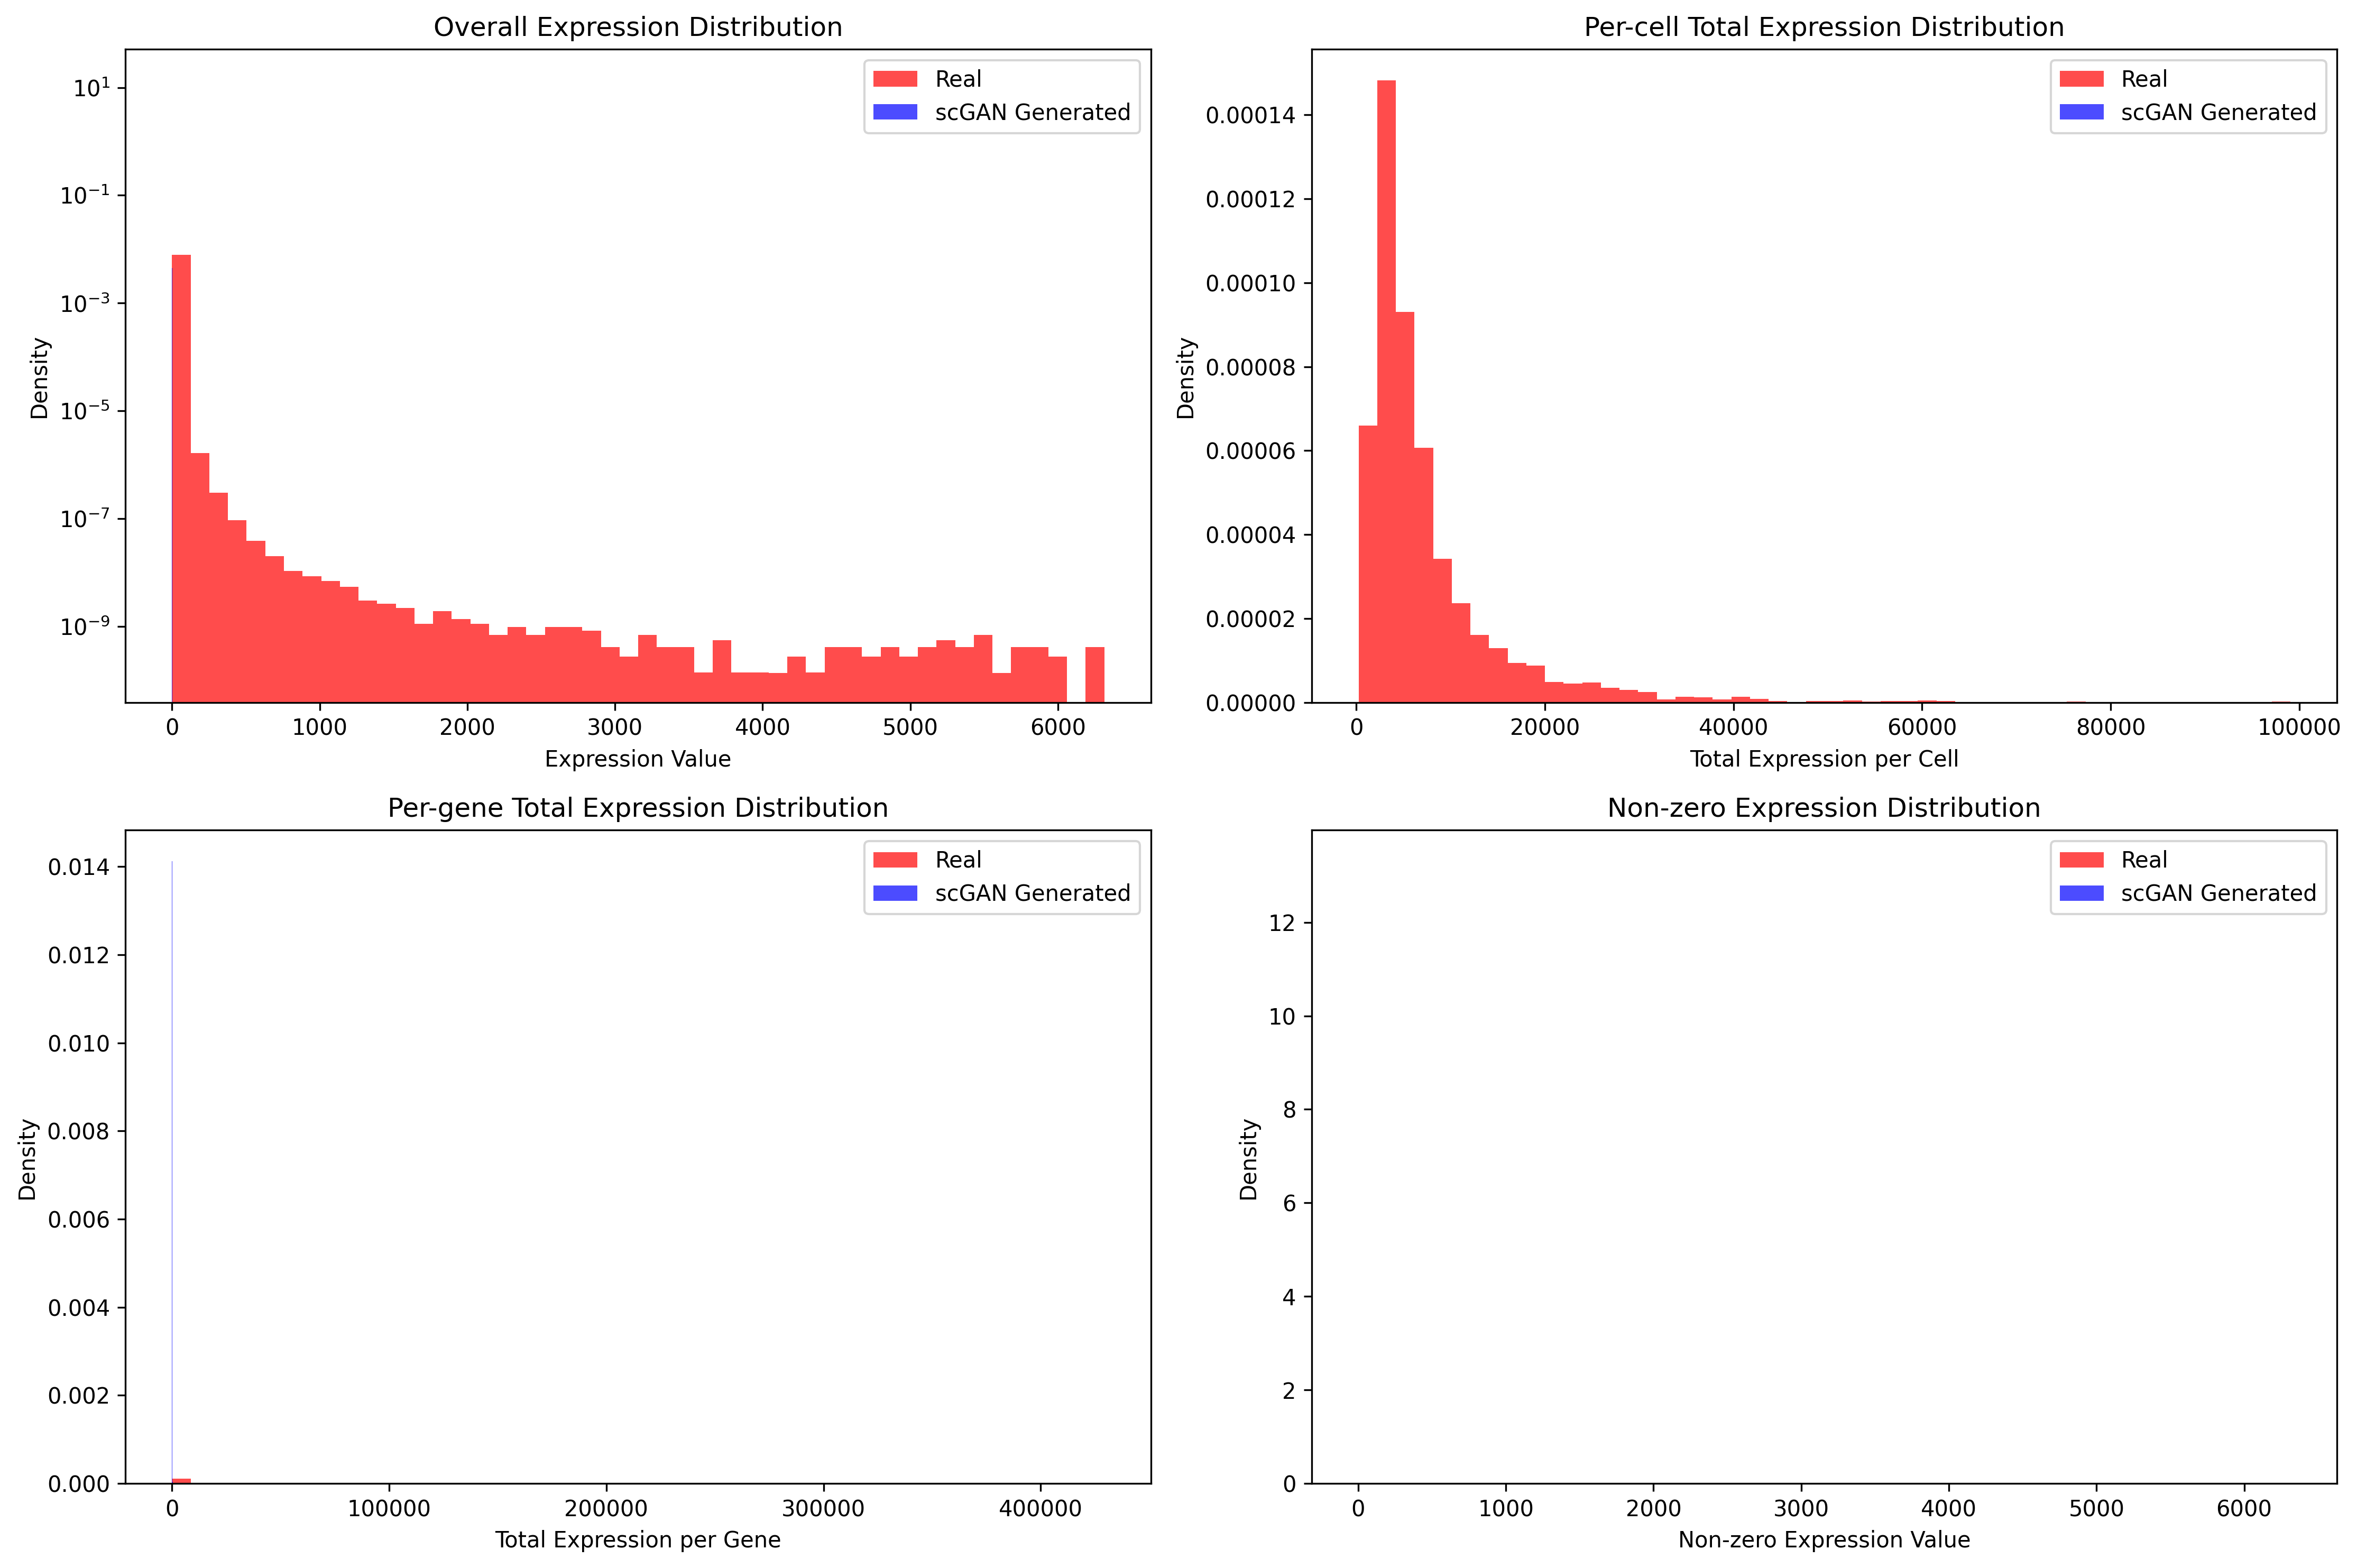 Overall Expression Distribution
10¹
10⁻¹
10⁻³
10⁻⁵
10⁻⁷
10⁻⁹
Density
Real
scGAN Generated
0 1000 2000 3000 4000 5000 6000
Expression Value
Per-cell Total Expression Distribution
0.00014
0.00012
0.00010
0.00008
0.00006
0.00004
0.00002
0.00000
Density
Real
scGAN Generated
0 20000 40000 60000 80000 100000
Total Expression per Cell
Per-gene Total Expression Distribution
0.014
0.012
0.010
0.008
0.006
0.004
0.002
0.000
Density
Real
scGAN Generated
0 100000 200000 300000 400000
Total Expression per Gene
Non-zero Expression Distribution
12
10
8
6
4
2
0
Density
Real
scGAN Generated
0 1000 2000 3000 4000 5000 6000
Non-zero Expression Value